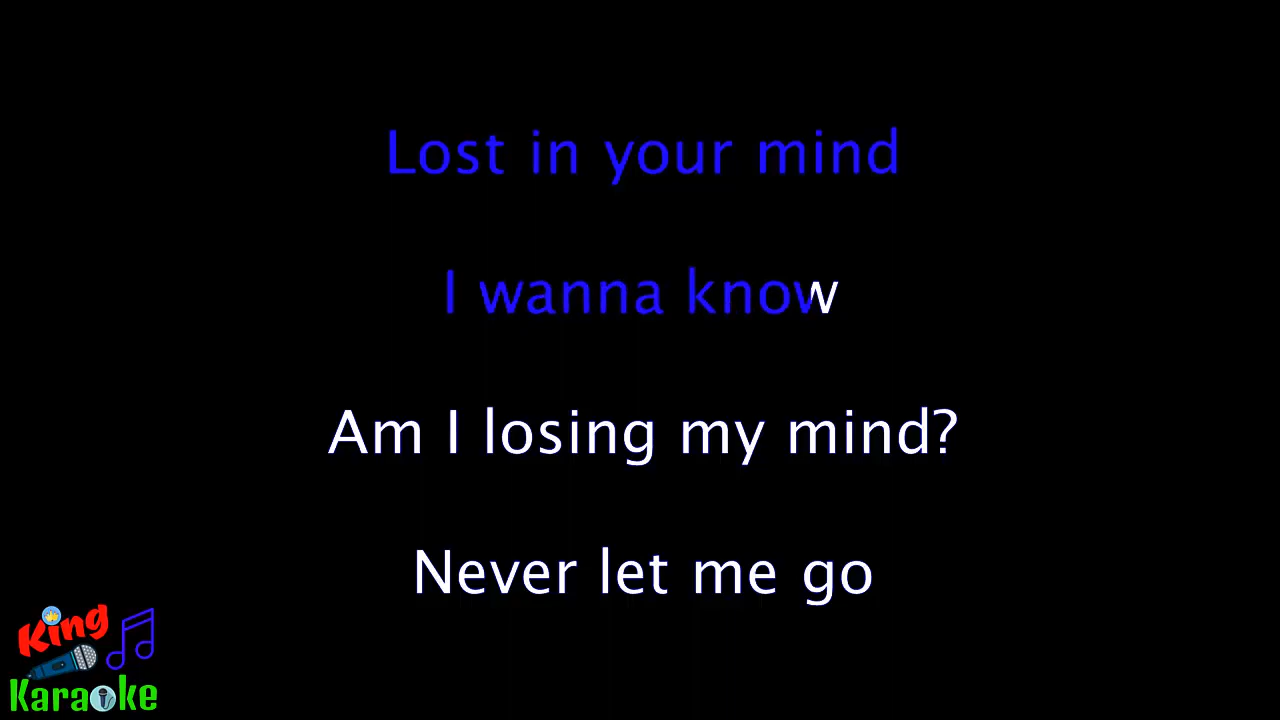 Lost in your mind
I wanna know
Am I losing my mind?
Never let me go
King
Karaoke